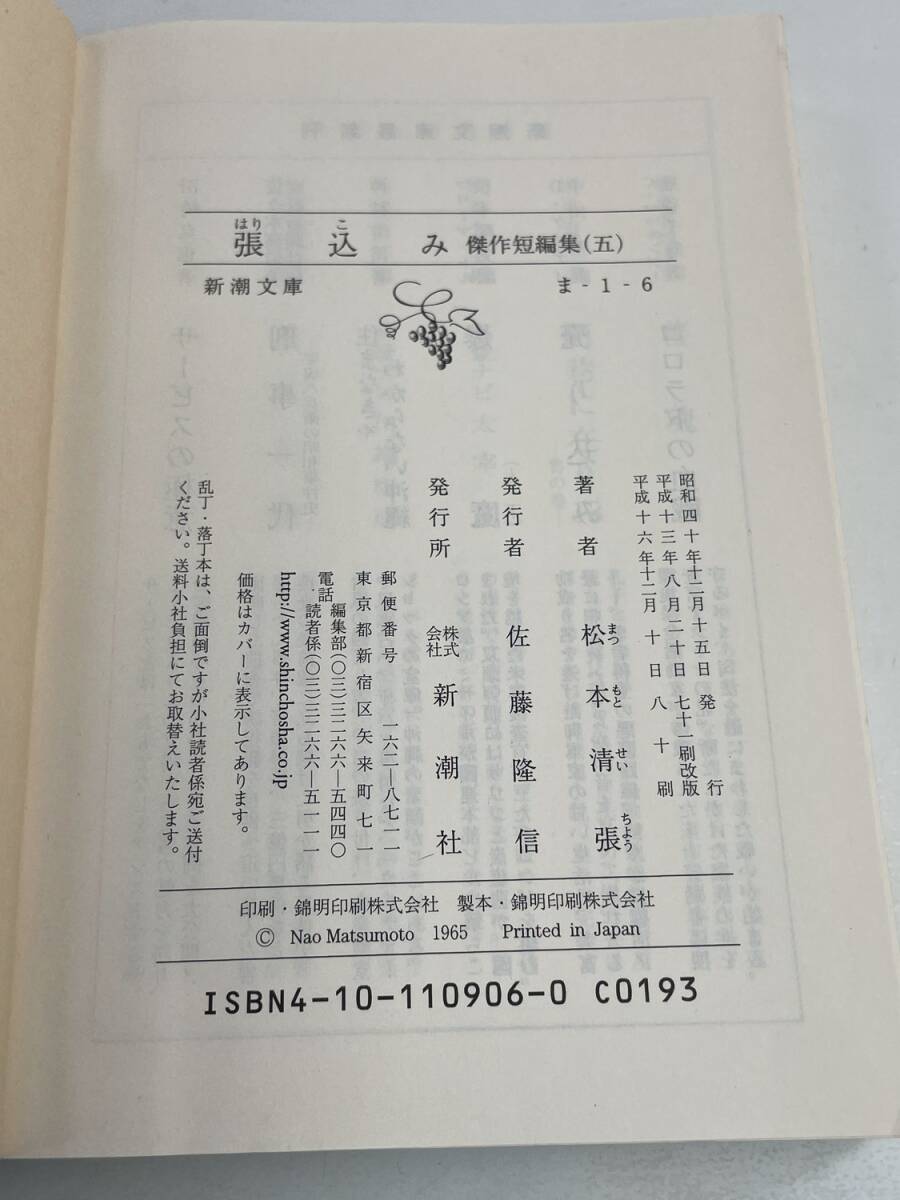 張込み 傑作短編集(五)
新潮文庫 ま-1-6
昭和四十年十二月十五日発行
平成十三年八月二十日七十一刷改版
平成十六年十二月十日八十刷
著者 松本清張
発行者 佐藤隆信
発行所 株式会社新潮社
郵便番号 一六二―八七一一
東京都新宿区矢来町七一
電話 編集部(〇三)三二六六―五四四〇
読者係(〇三)三二六六―五一一一
http://www.shinchosha.co.jp
価格はカバーに表示してあります。
乱丁・落丁本は、ご面倒ですが小社読者係宛ご送付
ください。送料小社負担にてお取替えいたします。
印刷・錦明印刷株式会社 製本・錦明印刷株式会社
© Nao Matsumoto 1965 Printed in Japan
ISBN4-10-110906-0 C0193